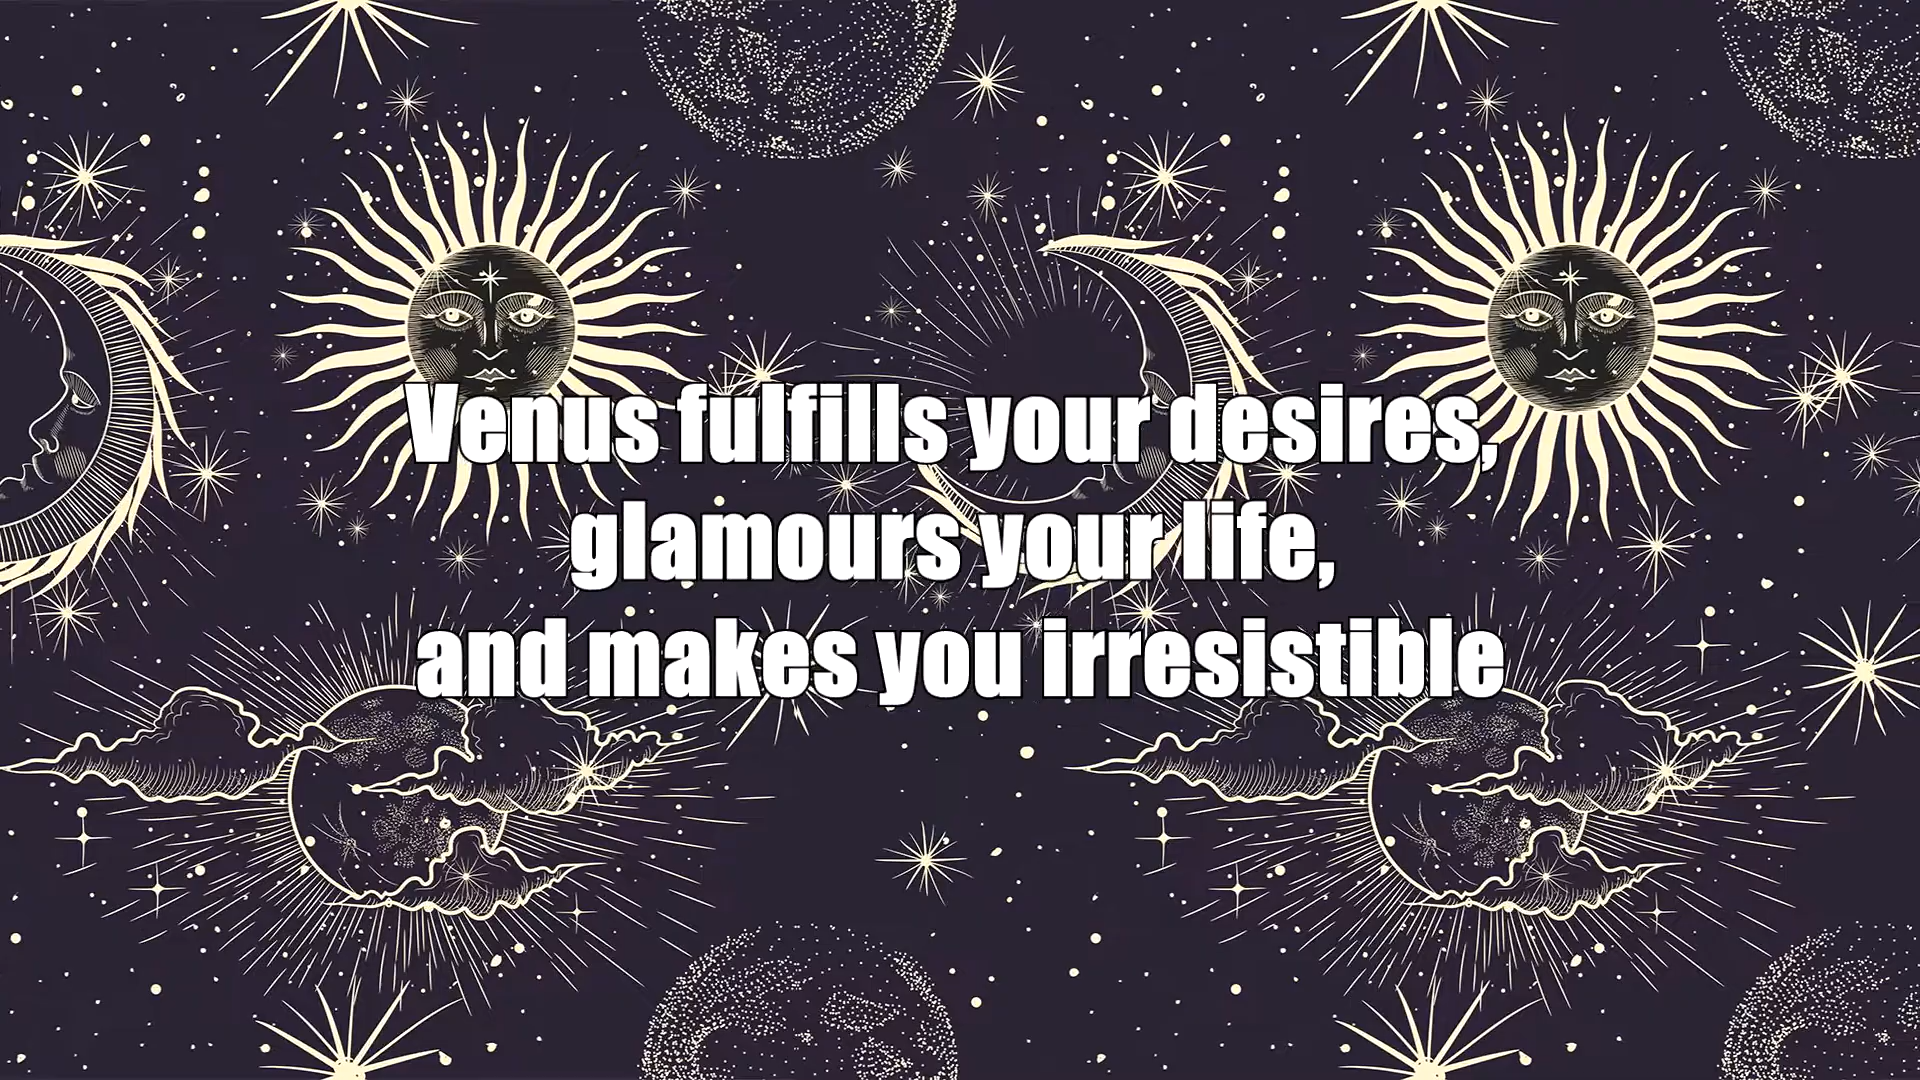 Venus fulfills your desires,
glamours your life,
and makes you irresistible